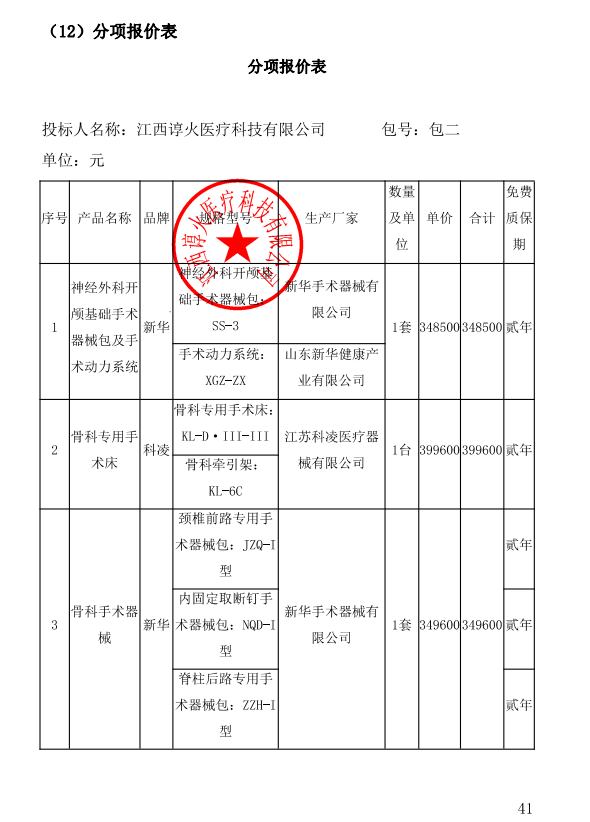 （12）分项报价表
分项报价表
投标人名称：江西谆火医疗科技有限公司 包号：包二
单位：元
序号 产品名称 品牌 规格型号 生产厂家 数量及单位 单价 合计 免费质保期
1 神经外科开颅基础手术器械包及手术动力系统 新华 神经外科开颅基础手术器械包：SS-3 新华手术器械有限公司 1套 348500 348500 贰年
手术动力系统：XGZ-ZX 山东新华健康产业有限公司
2 骨科专用手术床 科凌 骨科专用手术床：KL-D·III-III 江苏科凌医疗器械有限公司 1台 399600 399600 贰年
骨科牵引架：KL-6C
3 骨科手术器械 新华 颈椎前路专用手术器械包：JZQ-I型 新华手术器械有限公司 1套 349600 349600 贰年
内固定取断钉手术器械包：NQD-I型 贰年
脊柱后路专用手术器械包：ZZH-I型 贰年
西谆火医疗科技有限公司
41